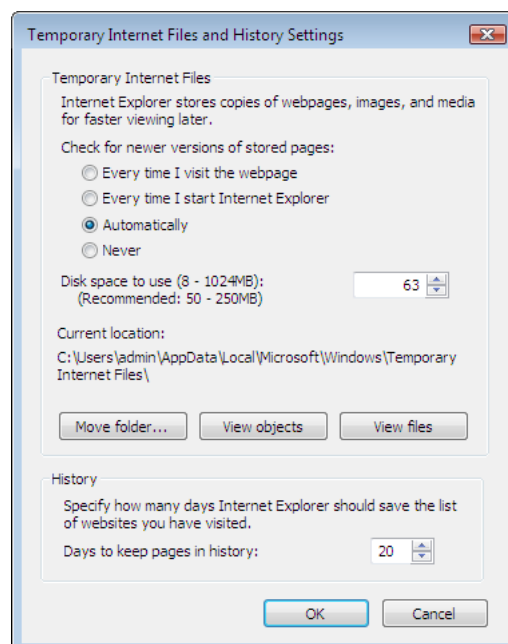 Temporary Internet Files and History Settings
Temporary Internet Files
Internet Explorer stores copies of webpages, images, and media
for faster viewing later.
Check for newer versions of stored pages:
Every time I visit the webpage
Every time I start Internet Explorer
Automatically
Never
Disk space to use (8 - 1024MB):
63
(Recommended: 50 - 250MB)
Current location:
C:\Users\admin\AppData\Local\Microsoft\Windows\Temporary
Internet Files\
Move folder... View objects View files
History
Specify how many days Internet Explorer should save the list
of websites you have visited.
Days to keep pages in history: 20
OK Cancel